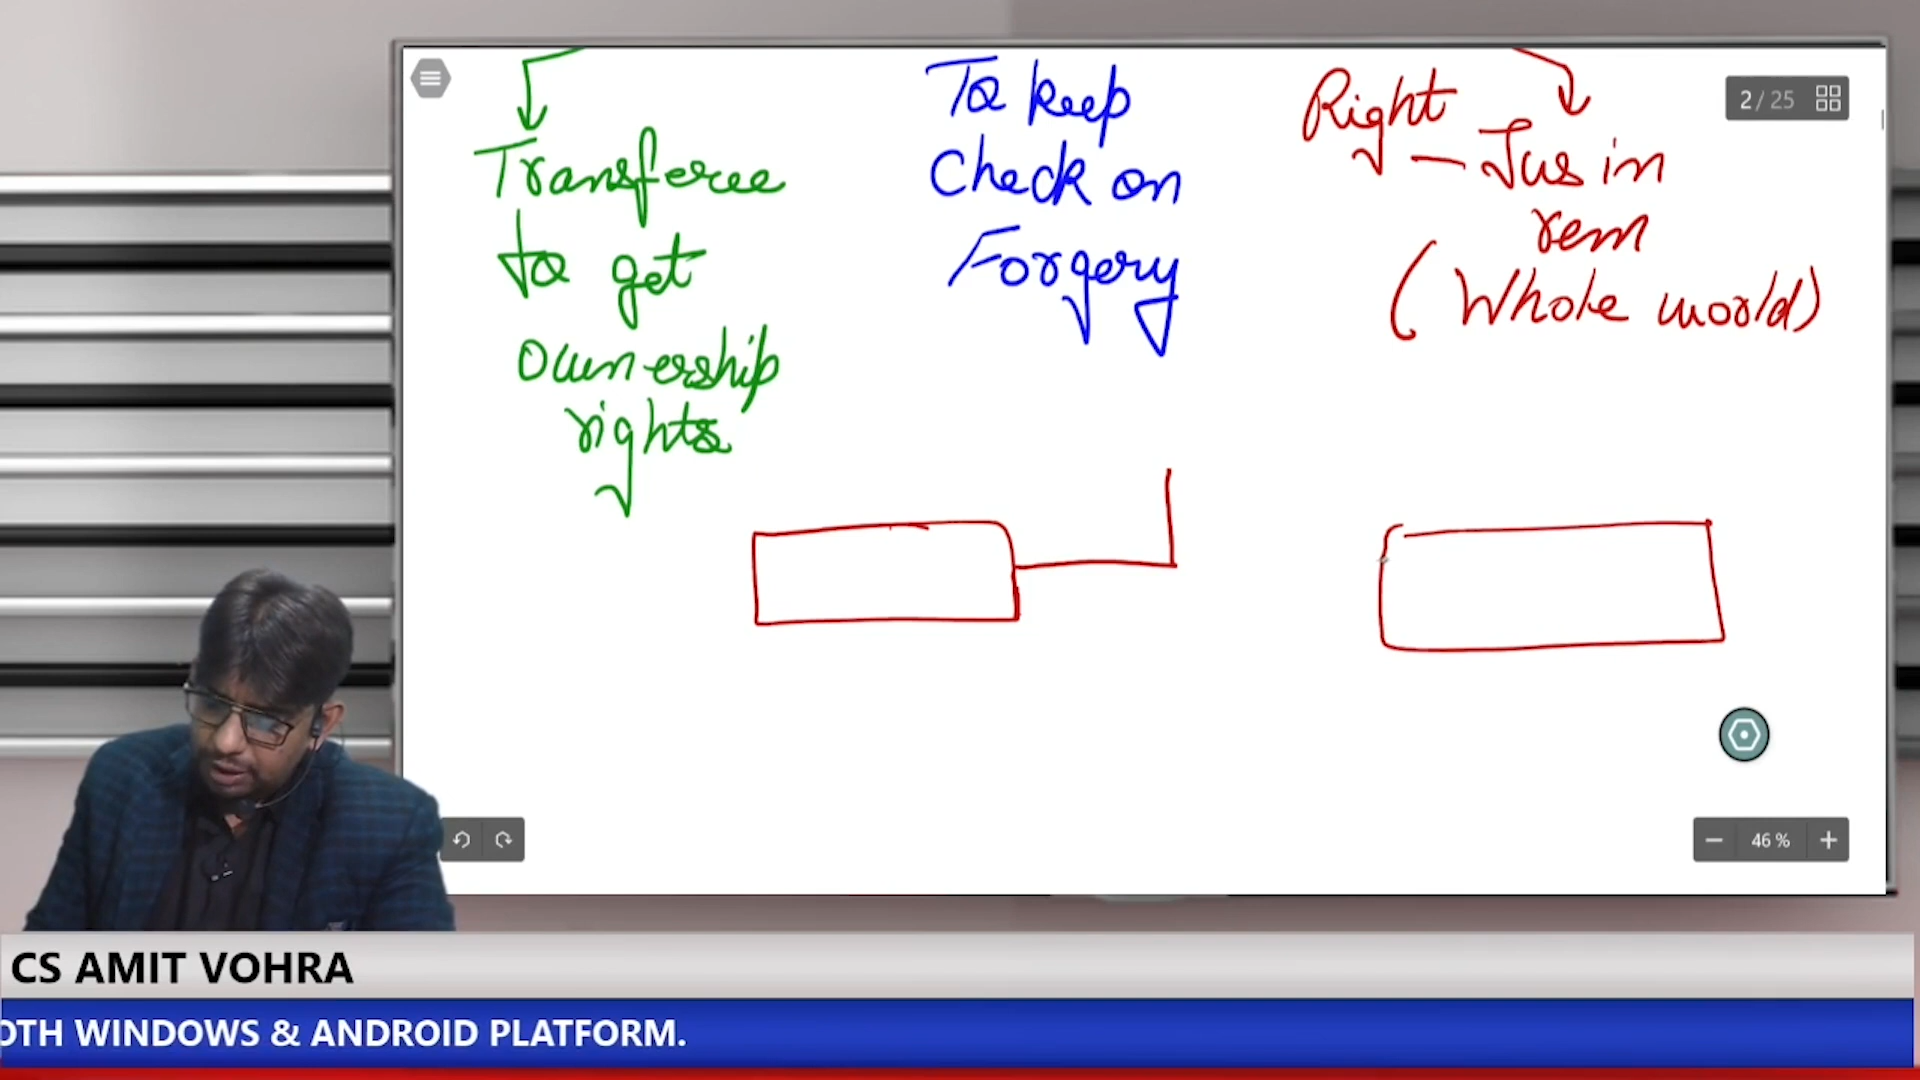 Transferee
to get
Ownership
rights
To keep
Check on
Forgery
Right — Jus in
rem
(Whole world)
2 / 25
46 %
CS AMIT VOHRA
OTH WINDOWS & ANDROID PLATFORM.